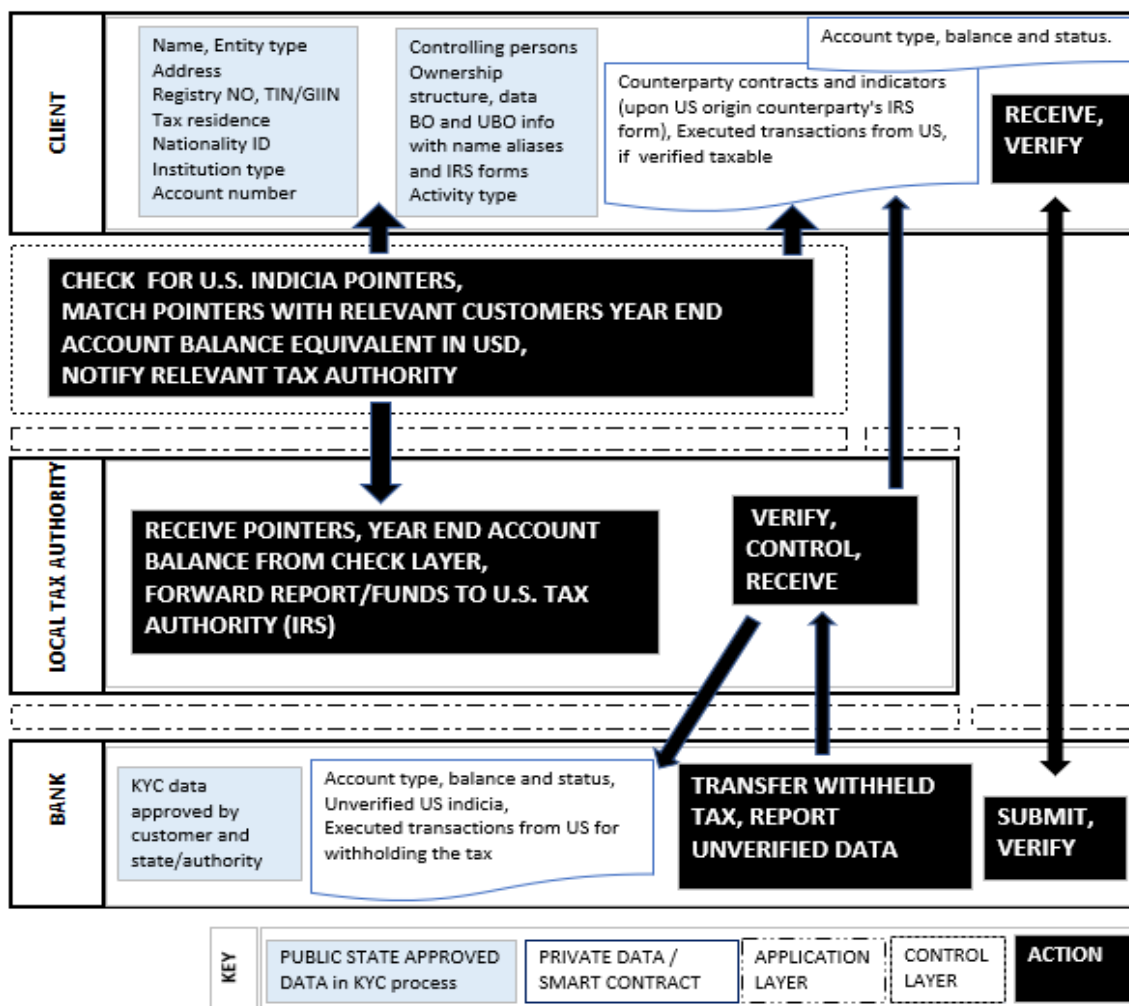 CLIENT
Name, Entity type
Address
Registry NO, TIN/GIIN
Tax residence
Nationality ID
Institution type
Account number
Controlling persons
Ownership
structure, data
BO and UBO info
with name aliases
and IRS forms
Activity type
Account type, balance and status.
Counterparty contracts and indicators
(upon US origin counterparty's IRS
form), Executed transactions from US,
if verified taxable
RECEIVE,
VERIFY
CHECK FOR U.S. INDICIA POINTERS,
MATCH POINTERS WITH RELEVANT CUSTOMERS YEAR END
ACCOUNT BALANCE EQUIVALENT IN USD,
NOTIFY RELEVANT TAX AUTHORITY
LOCAL TAX AUTHORITY
RECEIVE POINTERS, YEAR END ACCOUNT
BALANCE FROM CHECK LAYER,
FORWARD REPORT/FUNDS TO U.S. TAX
AUTHORITY (IRS)
VERIFY,
CONTROL,
RECEIVE
BANK
KYC data
approved by
customer and
state/authority
Account type, balance and status,
Unverified US indicia,
Executed transactions from US for
withholding the tax
TRANSFER WITHHELD
TAX, REPORT
UNVERIFIED DATA
SUBMIT,
VERIFY
KEY
PUBLIC STATE APPROVED
DATA in KYC process
PRIVATE DATA /
SMART CONTRACT
APPLICATION
LAYER
CONTROL
LAYER
ACTION